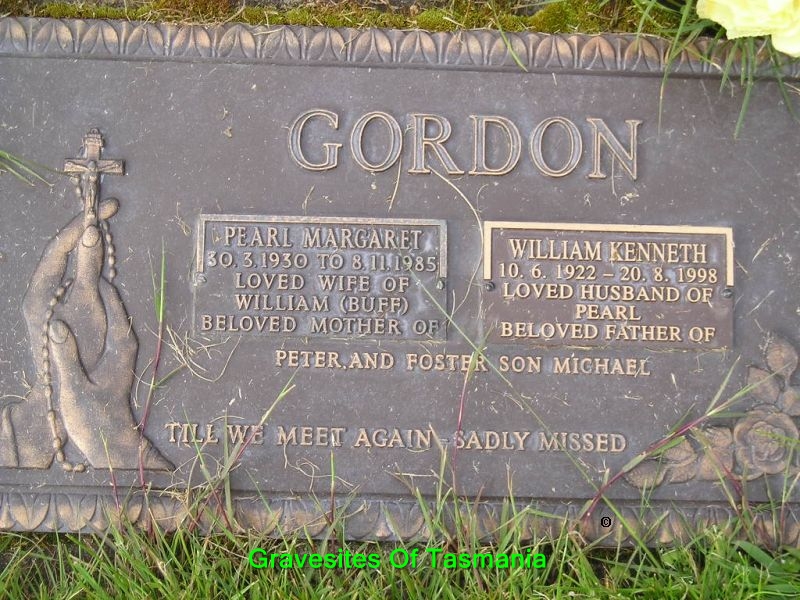 GORDON
PEARL MARGARET
30.3.1930 TO 8.11.1985
LOVED WIFE OF
WILLIAM (BUFF)
BELOVED MOTHER OF
WILLIAM KENNETH
10.6.1922 – 20.8.1998
LOVED HUSBAND OF
PEARL
BELOVED FATHER OF
PETER, AND FOSTER SON MICHAEL
TILL WE MEET AGAIN - SADLY MISSED
©
Gravesites Of Tasmania